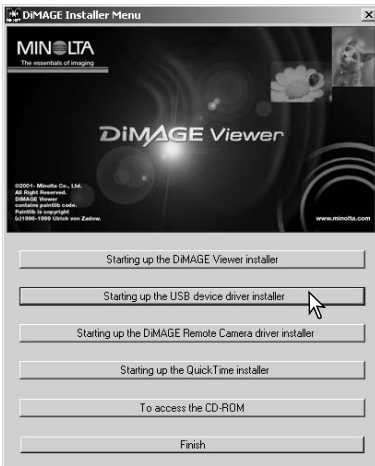 DiMAGE Installer Menu
MINOLTA
The essentials of imaging
DiMAGE Viewer
©2001- Minolta Co., Ltd.
All Right Reserved.
DiMAGE Viewer
contains paintlib code.
Paintlib is copyright
(c)1996-1999 Ulrich von Zadow.
www.minolta.com
Starting up the DiMAGE Viewer installer
Starting up the USB device driver installer
Starting up the DiMAGE Remote Camera driver installer
Starting up the QuickTime installer
To access the CD-ROM
Finish